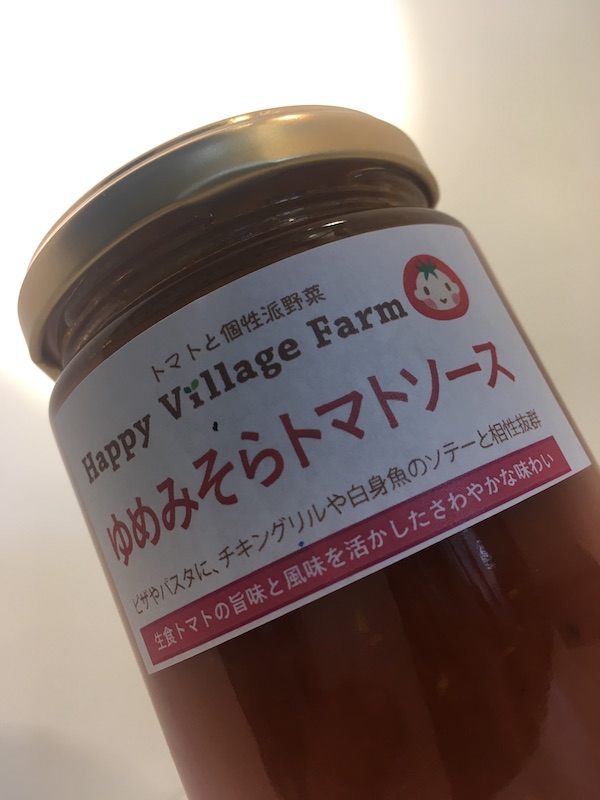 トマトと個性派野菜
Happy Village Farm
ゆめみそらトマトソース
ピザやパスタに、チキングリルや白身魚のソテーと相性抜群
生食トマトの旨味と風味を活かしたさわやかな味わい